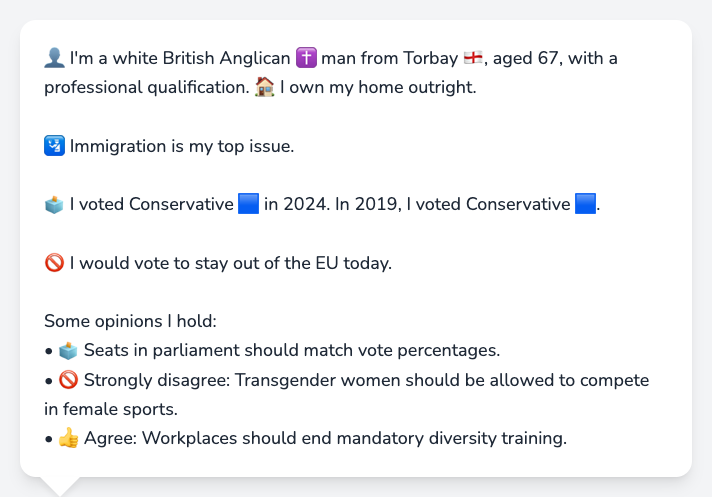 👤 I'm a white British Anglican ✝️ man from Torbay 🏴󠁧󠁢󠁥󠁮󠁧󠁿, aged 67, with a
professional qualification. 🏠 I own my home outright.
🛂 Immigration is my top issue.
🗳️ I voted Conservative 🟦 in 2024. In 2019, I voted Conservative 🟦.
🚫 I would vote to stay out of the EU today.
Some opinions I hold:
• 🗳️ Seats in parliament should match vote percentages.
• 🚫 Strongly disagree: Transgender women should be allowed to compete
in female sports.
• 👍 Agree: Workplaces should end mandatory diversity training.